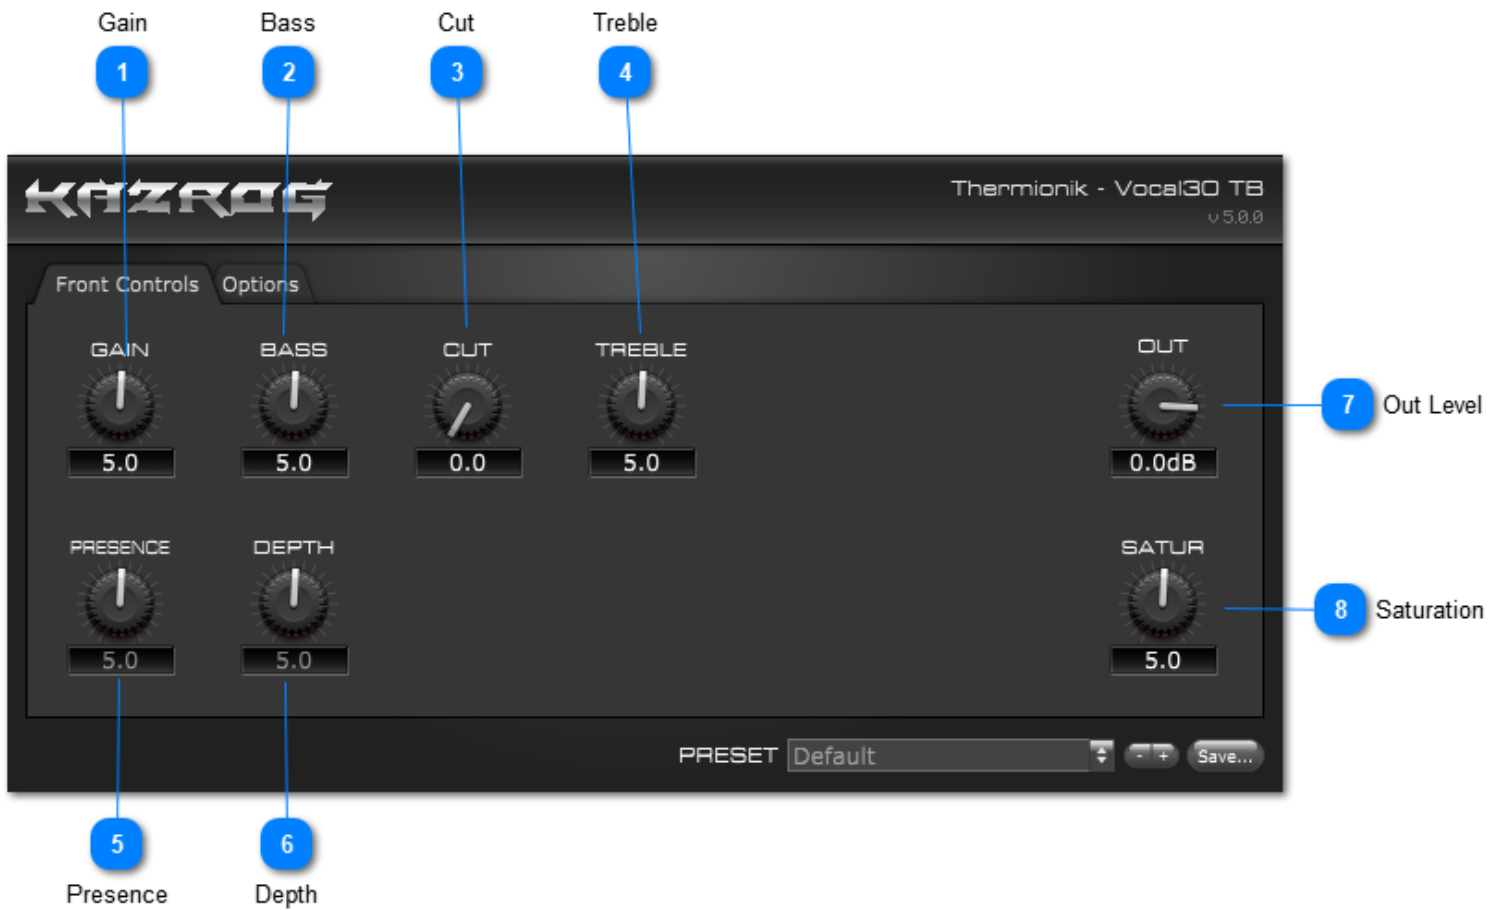 Gain Bass Cut Treble
1 2 3 4
KAZROG
Thermionik - Vocal30 TB
v 5.0.0
Front Controls Options
GAIN BASS CUT TREBLE OUT
5.0 5.0 0.0 5.0 0.0dB
7 Out Level
PRESENCE DEPTH SATUR
5.0 5.0 5.0
8 Saturation
PRESET Default - + Save...
5 6
Presence Depth